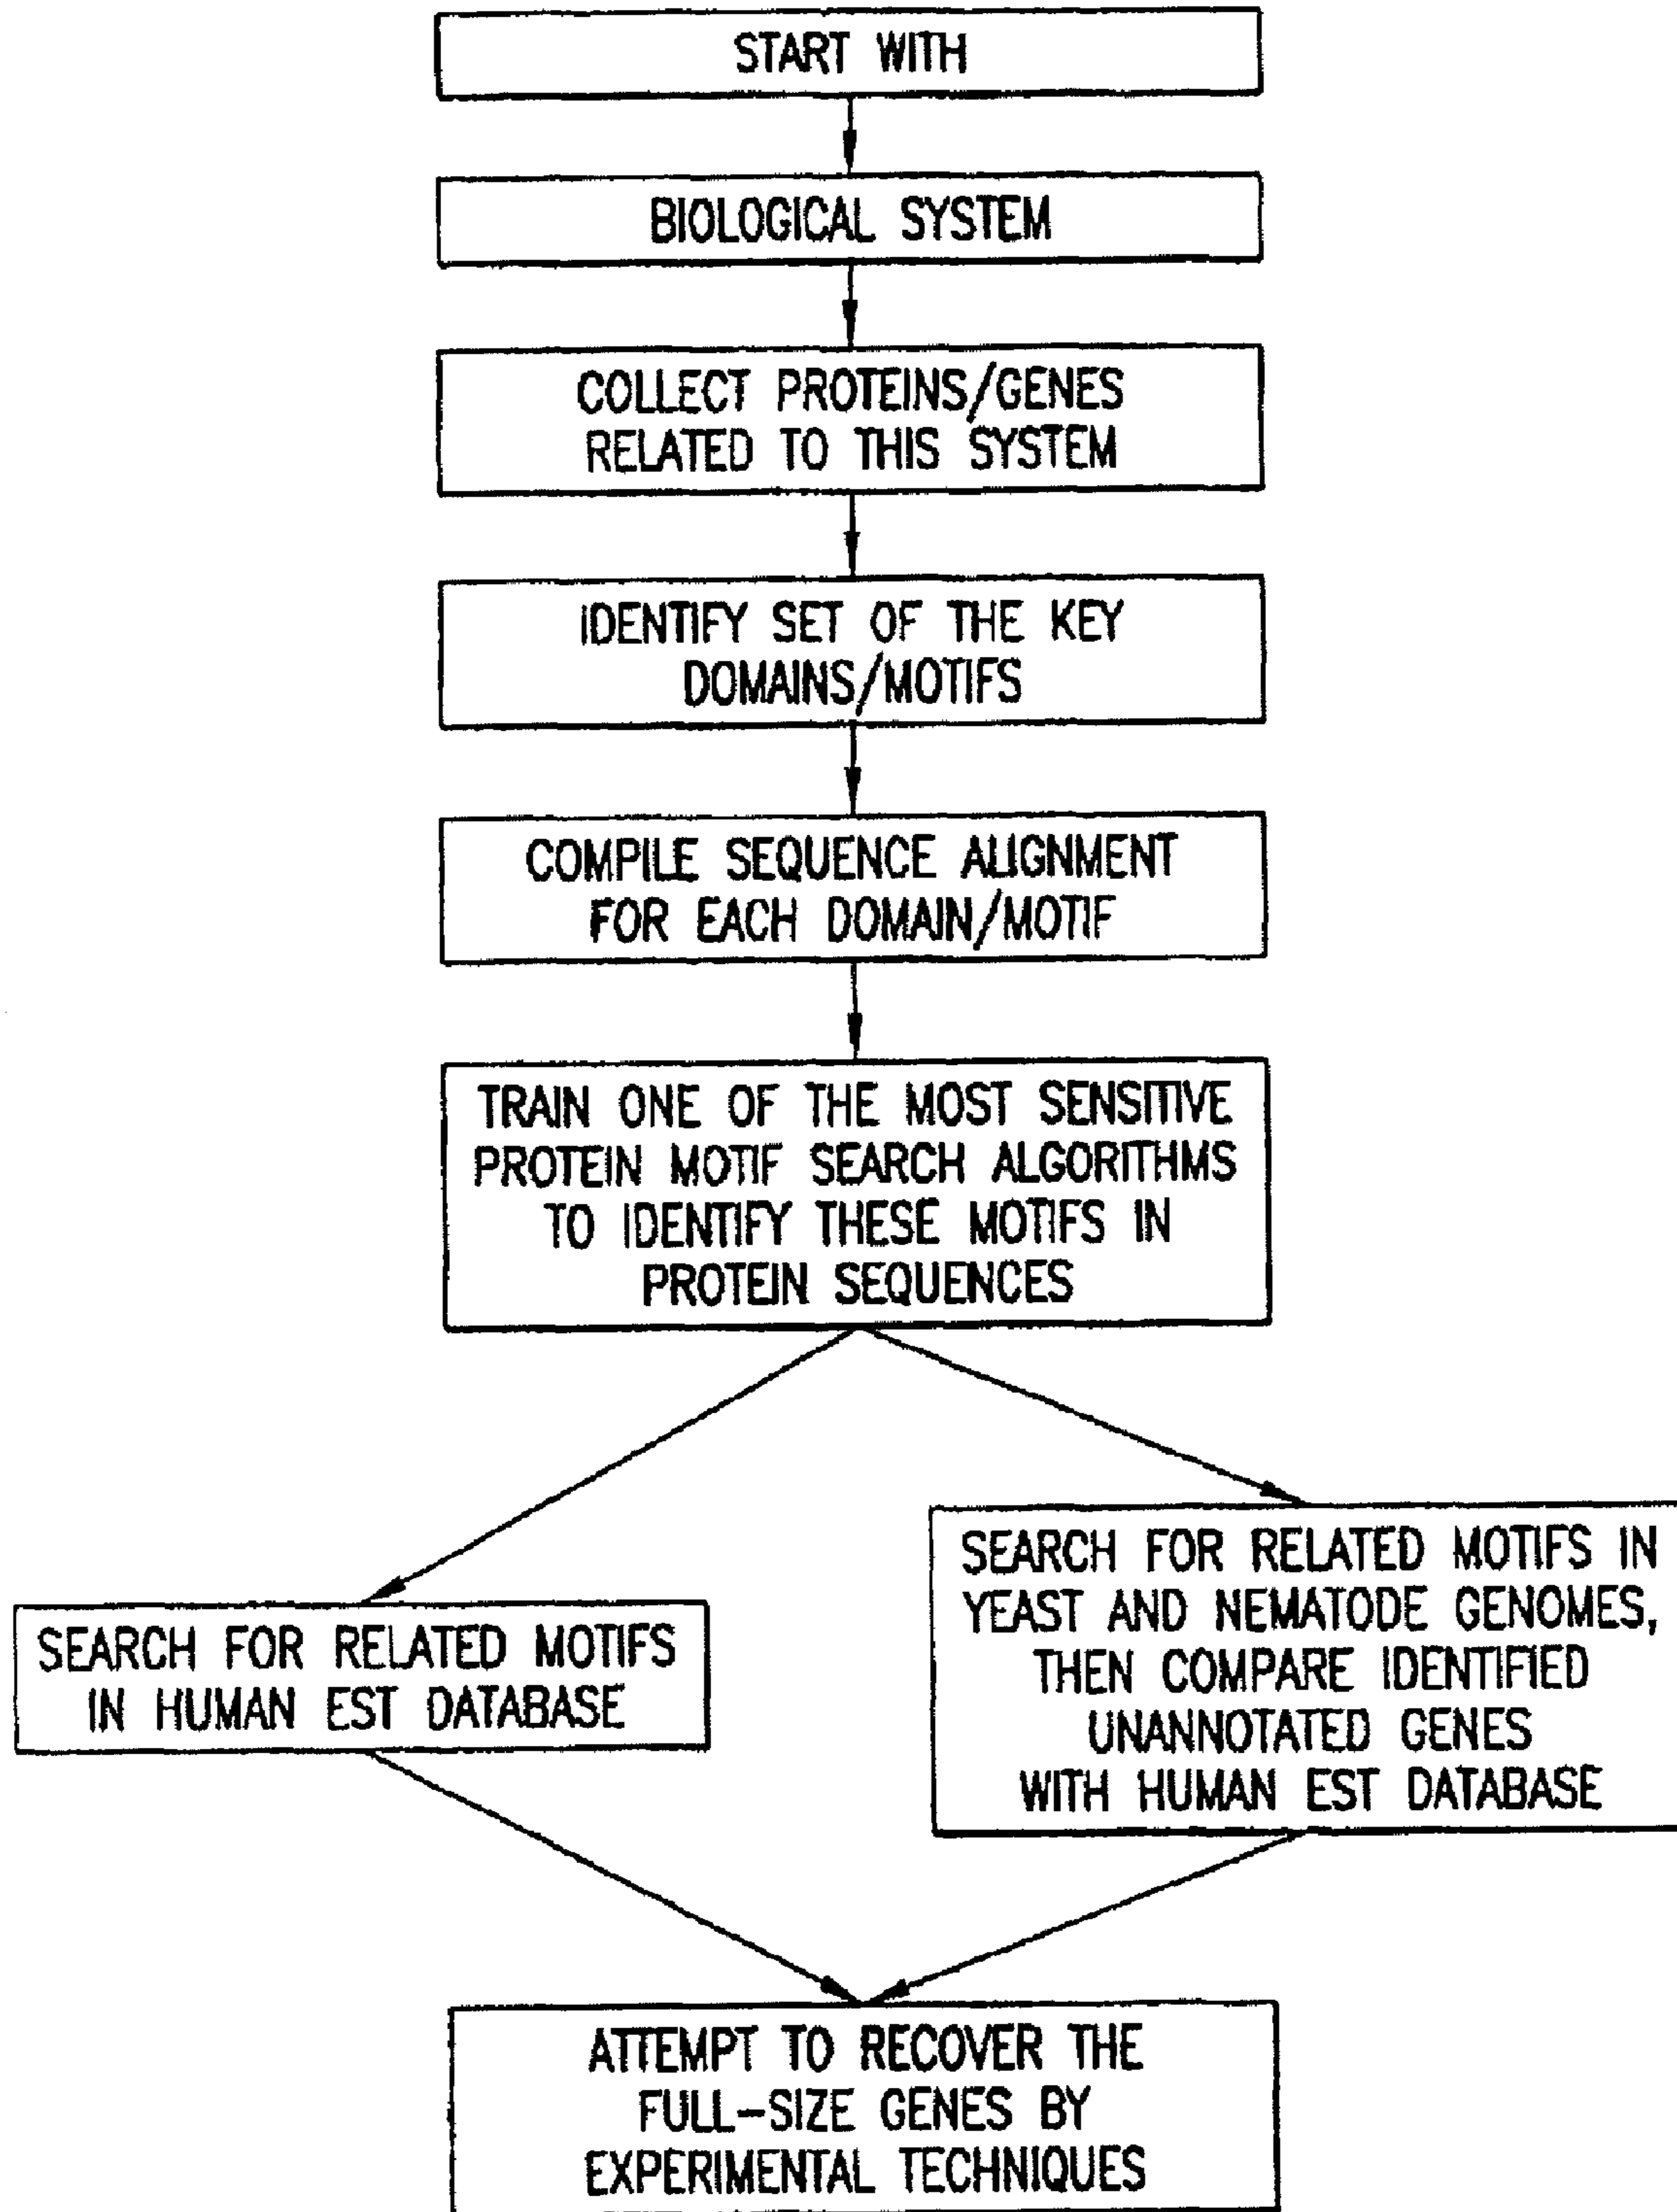 START WITH
BIOLOGICAL SYSTEM
COLLECT PROTEINS/GENES
RELATED TO THIS SYSTEM
IDENTIFY SET OF THE KEY
DOMAINS/MOTIFS
COMPILE SEQUENCE ALIGNMENT
FOR EACH DOMAIN/MOTIF
TRAIN ONE OF THE MOST SENSITIVE
PROTEIN MOTIF SEARCH ALGORITHMS
TO IDENTIFY THESE MOTIFS IN
PROTEIN SEQUENCES
SEARCH FOR RELATED MOTIFS
IN HUMAN EST DATABASE
SEARCH FOR RELATED MOTIFS IN
YEAST AND NEMATODE GENOMES,
THEN COMPARE IDENTIFIED
UNANNOTATED GENES
WITH HUMAN EST DATABASE
ATTEMPT TO RECOVER THE
FULL-SIZE GENES BY
EXPERIMENTAL TECHNIQUES